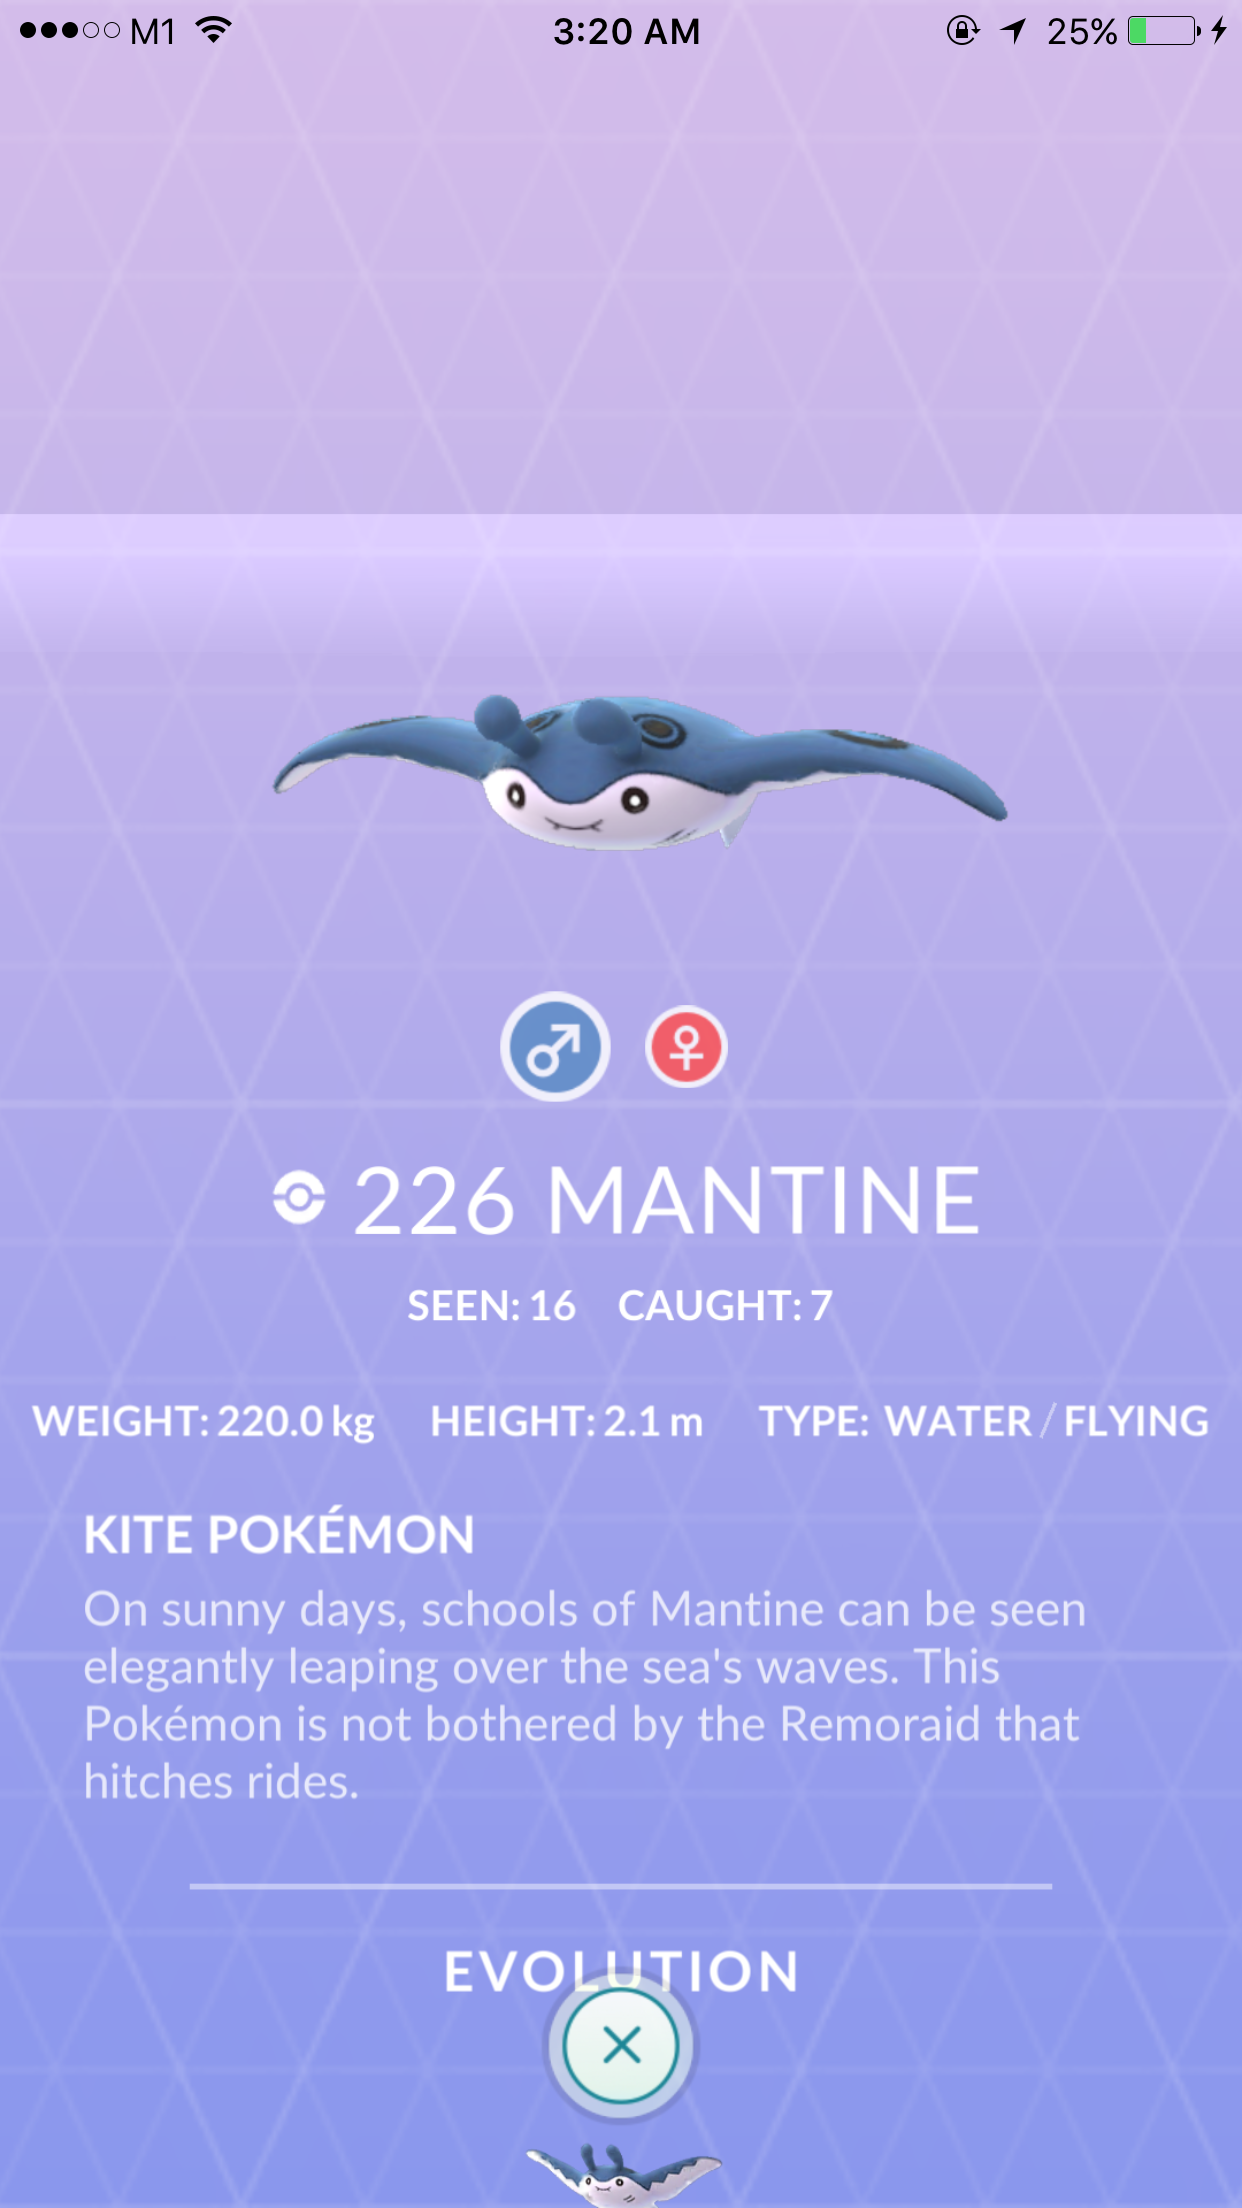 M1 3:20 AM 25%
226 MANTINE
SEEN: 16 CAUGHT: 7
WEIGHT: 220.0 kg HEIGHT: 2.1 m TYPE: WATER / FLYING
KITE POKÉMON
On sunny days, schools of Mantine can be seen
elegantly leaping over the sea's waves. This
Pokémon is not bothered by the Remoraid that
hitches rides.
EVOLUTION